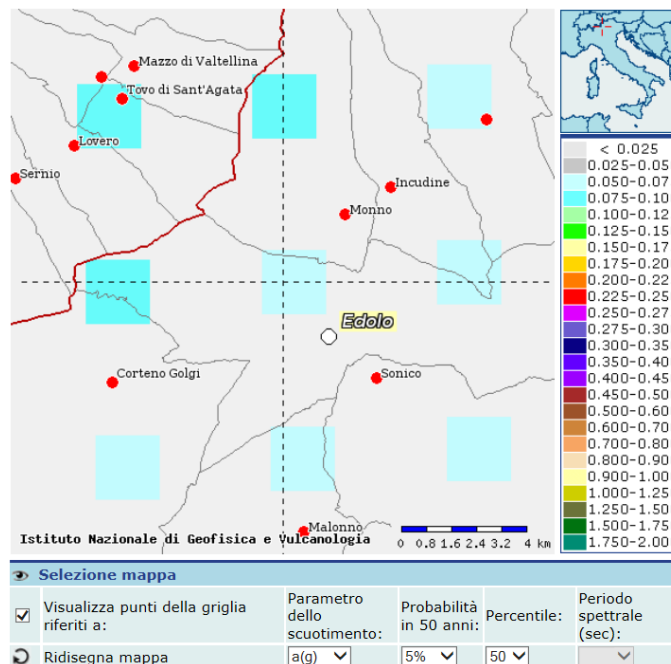 Mazzo di Valtellina
Tovo di Sant'Agata
Lovero
Sernio
Incudine
Monno
Edolo
Corteno Golgi
Sonico
Malonno
Istituto Nazionale di Geofisica e Vulcanologia
0 0.8 1.6 2.4 3.2 4 km
< 0.025
0.025-0.05
0.050-0.07
0.075-0.10
0.100-0.12
0.125-0.15
0.150-0.17
0.175-0.20
0.200-0.22
0.225-0.25
0.250-0.27
0.275-0.30
0.300-0.35
0.350-0.40
0.400-0.45
0.450-0.50
0.500-0.60
0.600-0.70
0.700-0.80
0.800-0.90
0.900-1.00
1.000-1.25
1.250-1.50
1.500-1.75
1.750-2.00
Selezione mappa
Visualizza punti della griglia
riferiti a:
Parametro
dello
scuotimento:
Probabilità
in 50 anni:
Percentile:
Periodo
spettrale
(sec):
Ridisegna mappa
a(g)
5%
50